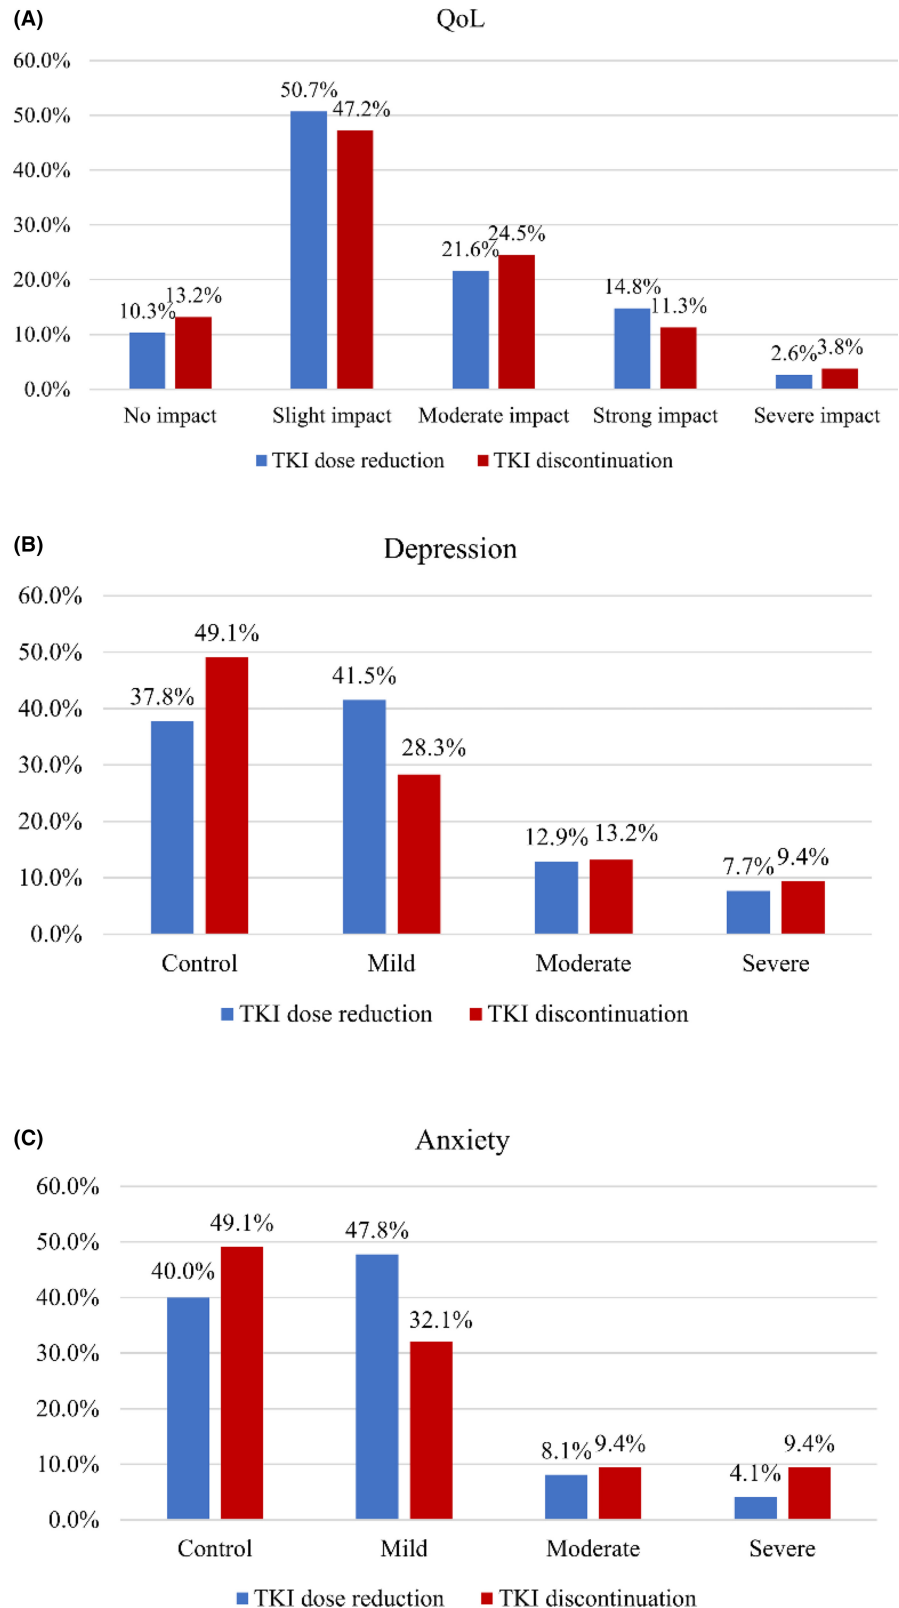 (A)
QoL
60.0%
50.0%
40.0%
30.0%
20.0%
10.0%
0.0%
10.3%
13.2%
50.7%
47.2%
21.6%
24.5%
14.8%
11.3%
2.6%
3.8%
No impact
Slight impact
Moderate impact
Strong impact
Severe impact
TKI dose reduction
TKI discontinuation
(B)
Depression
60.0%
50.0%
40.0%
30.0%
20.0%
10.0%
0.0%
37.8%
49.1%
41.5%
28.3%
12.9%
13.2%
7.7%
9.4%
Control
Mild
Moderate
Severe
TKI dose reduction
TKI discontinuation
(C)
Anxiety
60.0%
50.0%
40.0%
30.0%
20.0%
10.0%
0.0%
40.0%
49.1%
47.8%
32.1%
8.1%
9.4%
4.1%
9.4%
Control
Mild
Moderate
Severe
TKI dose reduction
TKI discontinuation